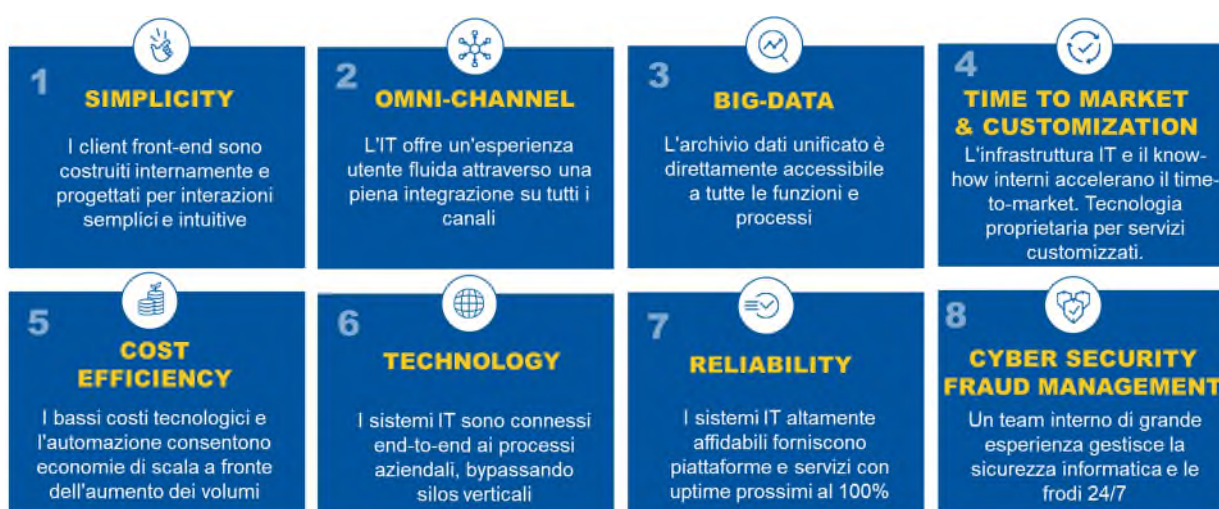 1
SIMPLICITY
I client front-end sono
costruiti internamente e
progettati per interazioni
semplici e intuitive
2
OMNI-CHANNEL
L'IT offre un'esperienza
utente fluida attraverso una
piena integrazione su tutti i
canali
3
BIG-DATA
L'archivio dati unificato è
direttamente accessibile
a tutte le funzioni e
processi
4
TIME TO MARKET
& CUSTOMIZATION
L'infrastruttura IT e il know-
how interni accelerano il time-
to-market. Tecnologia
proprietaria per servizi
customizzati.
5
COST
EFFICIENCY
I bassi costi tecnologici e
l'automazione consentono
economie di scala a fronte
dell'aumento dei volumi
6
TECHNOLOGY
I sistemi IT sono connessi
end-to-end ai processi
aziendali, bypassando
silos verticali
7
RELIABILITY
I sistemi IT altamente
affidabili forniscono
piattaforme e servizi con
uptime prossimi al 100%
8
CYBER SECURITY
FRAUD MANAGEMENT
Un team interno di grande
esperienza gestisce la
sicurezza informatica e le
frodi 24/7